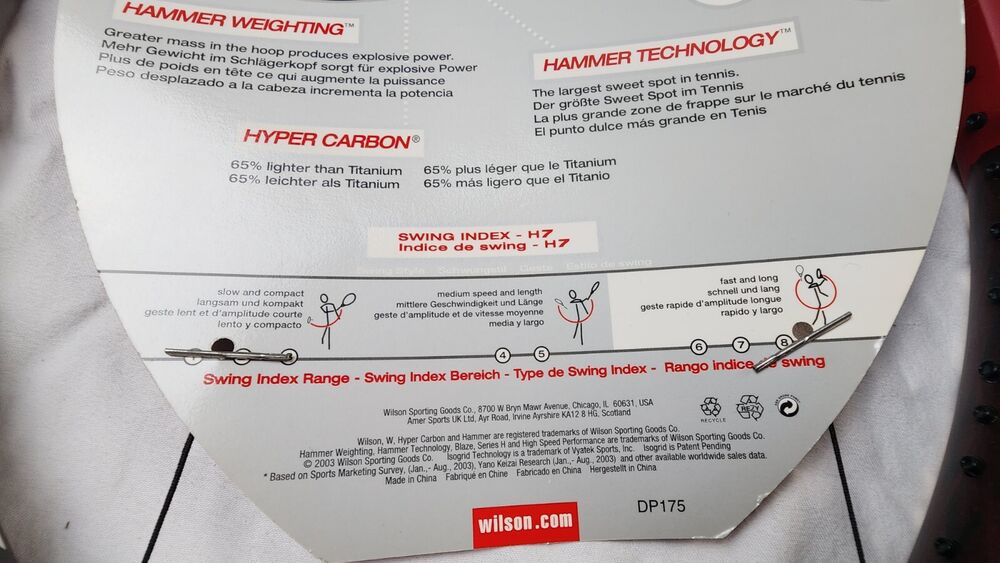 HAMMER WEIGHTING™
Greater mass in the hoop produces explosive power.
Mehr Gewicht im Schlägerkopf sorgt für explosive Power
Plus de poids en tête ce qui augmente la puissance
Peso desplazado a la cabeza incrementa la potencia
HAMMER TECHNOLOGY™
The largest sweet spot in tennis.
Der größte Sweet Spot im Tennis
La plus grande zone de frappe sur le marché du tennis
El punto dulce más grande en Tenis
HYPER CARBON®
65% lighter than Titanium
65% leichter als Titanium
65% plus léger que le Titanium
65% más ligero que el Titanio
SWING INDEX - H7
Indice de swing - H7
Swing Style Schwungstil Geste Estilo de swing
slow and compact
langsam und kompakt
geste lent et d'amplitude courte
lento y compacto
medium speed and length
mittlere Geschwindigkeit und Länge
geste d'amplitude et de vitesse moyenne
media y largo
fast and long
schnell und lang
geste rapide d'amplitude longue
rapido y largo
4 5 6 7 8
Swing Index Range - Swing Index Bereich - Type de Swing Index - Rango indice de swing
Wilson Sporting Goods Co., 8700 W Bryn Mawr Avenue, Chicago, IL 60631, USA
Amer Sports UK Ltd, Ayr Road, Irvine Ayrshire KA12 8 HG, Scotland
RECYCLE
REZY
Wilson, W, Hyper Carbon and Hammer are registered trademarks of Wilson Sporting Goods Co.
Hammer Weighting, Hammer Technology, Blaze, Series H and High Speed Performance are trademarks of Wilson Sporting Goods Co.
© 2003 Wilson Sporting Goods Co. Isogrid Technology is a trademark of Vyatek Sports, Inc. Isogrid is Patent Pending
* Based on Sports Marketing Survey, (Jan.,- Aug., 2003), Yano Keizai Research (Jan.,- Aug., 2003) and other available worldwide sales data.
Made in China Fabriqué en Chine Fabricado en China Hergestellt in China
wilson.com
DP175